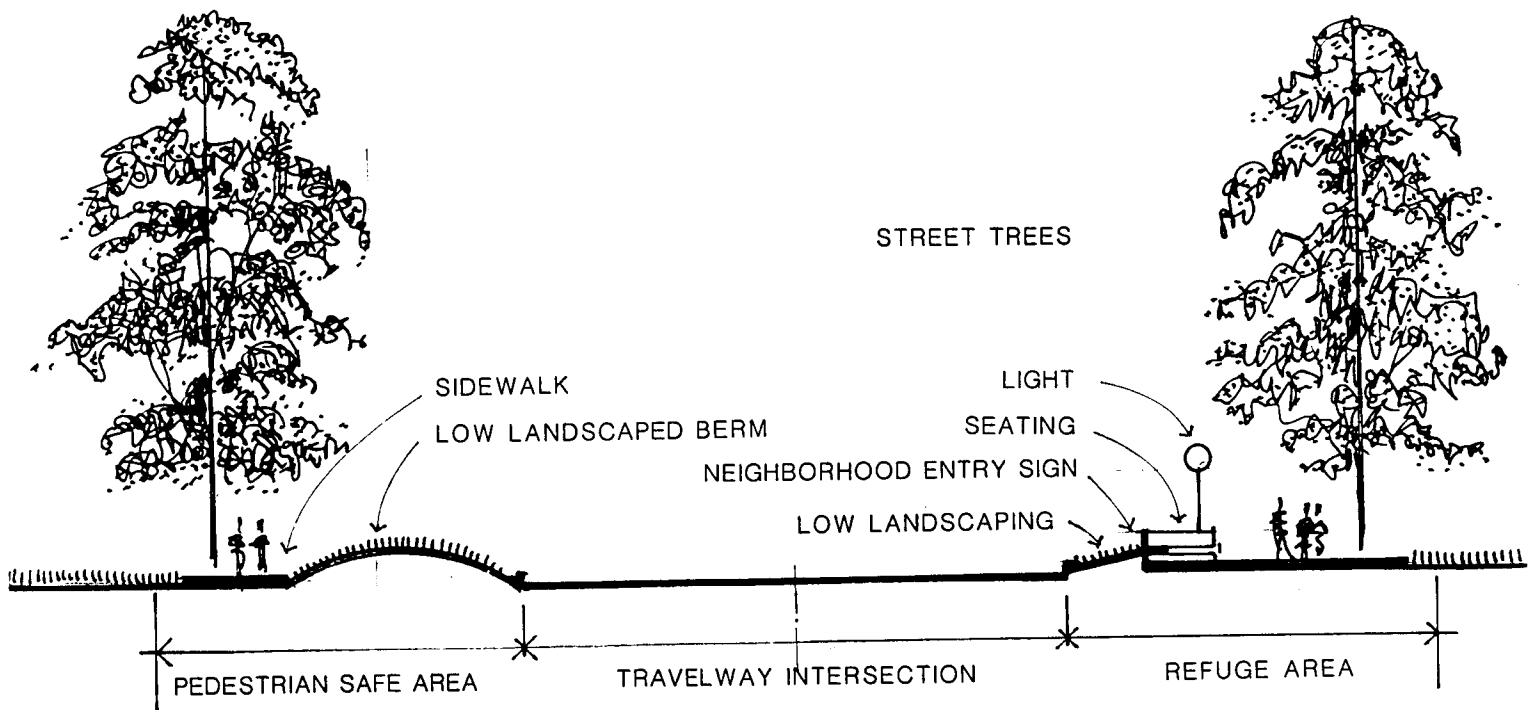 STREET TREES
SIDEWALK
LOW LANDSCAPED BERM
LIGHT
SEATING
NEIGHBORHOOD ENTRY SIGN
LOW LANDSCAPING
PEDESTRIAN SAFE AREA
TRAVELWAY INTERSECTION
REFUGE AREA